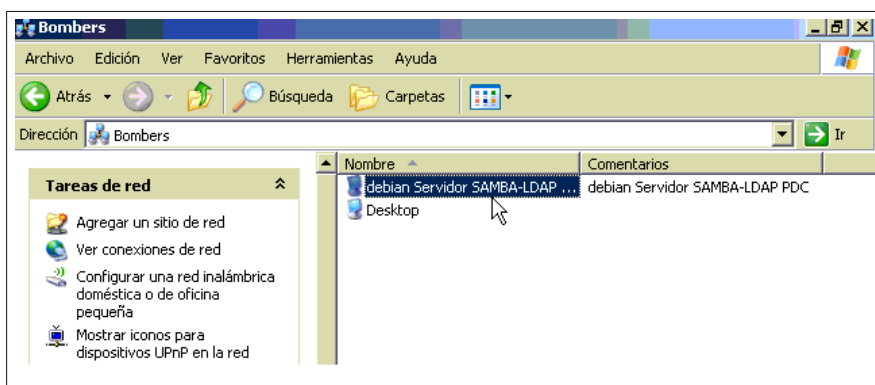 Bombers
Archivo Edición Ver Favoritos Herramientas Ayuda
Atrás Búsqueda Carpetas
Dirección Bombers Ir
Tareas de red
Agregar un sitio de red
Ver conexiones de red
Configurar una red inalámbrica
doméstica o de oficina
pequeña
Mostrar iconos para
dispositivos UPnP en la red
Nombre Comentarios
debian Servidor SAMBA-LDAP ... debian Servidor SAMBA-LDAP PDC
Desktop